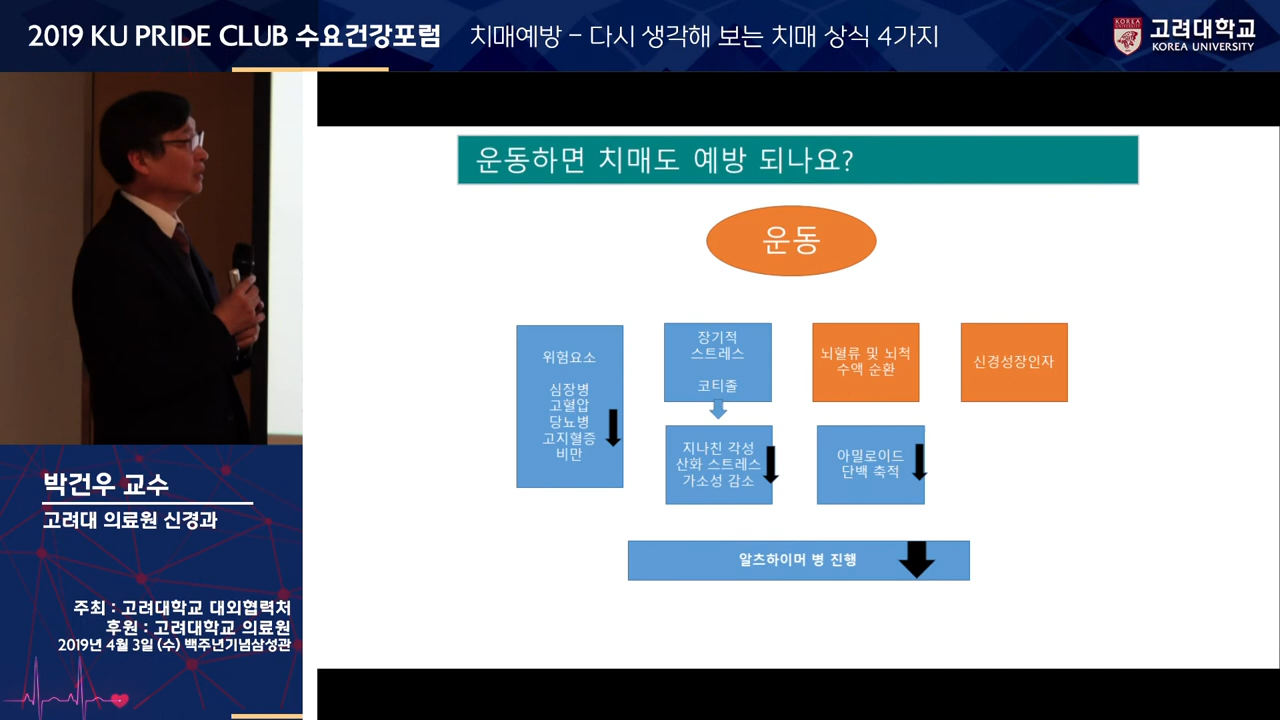 2019 KU PRIDE CLUB 수요건강포럼 치매예방 - 다시 생각해 보는 치매 상식 4가지
KOREA UNIVERSITY
고려대학교
KOREA UNIVERSITY
운동하면 치매도 예방 되나요?
운동
위험요소
심장병
고혈압
당뇨병
고지혈증
비만
장기적
스트레스
코티졸
지나친 각성
산화 스트레스
가소성 감소
뇌혈류 및 뇌척
수액 순환
아밀로이드
단백 축적
신경성장인자
알츠하이머 병 진행
박건우 교수
고려대 의료원 신경과
주최 : 고려대학교 대외협력처
후원 : 고려대학교 의료원
2019년 4월 3일 (수) 백주년기념삼성관